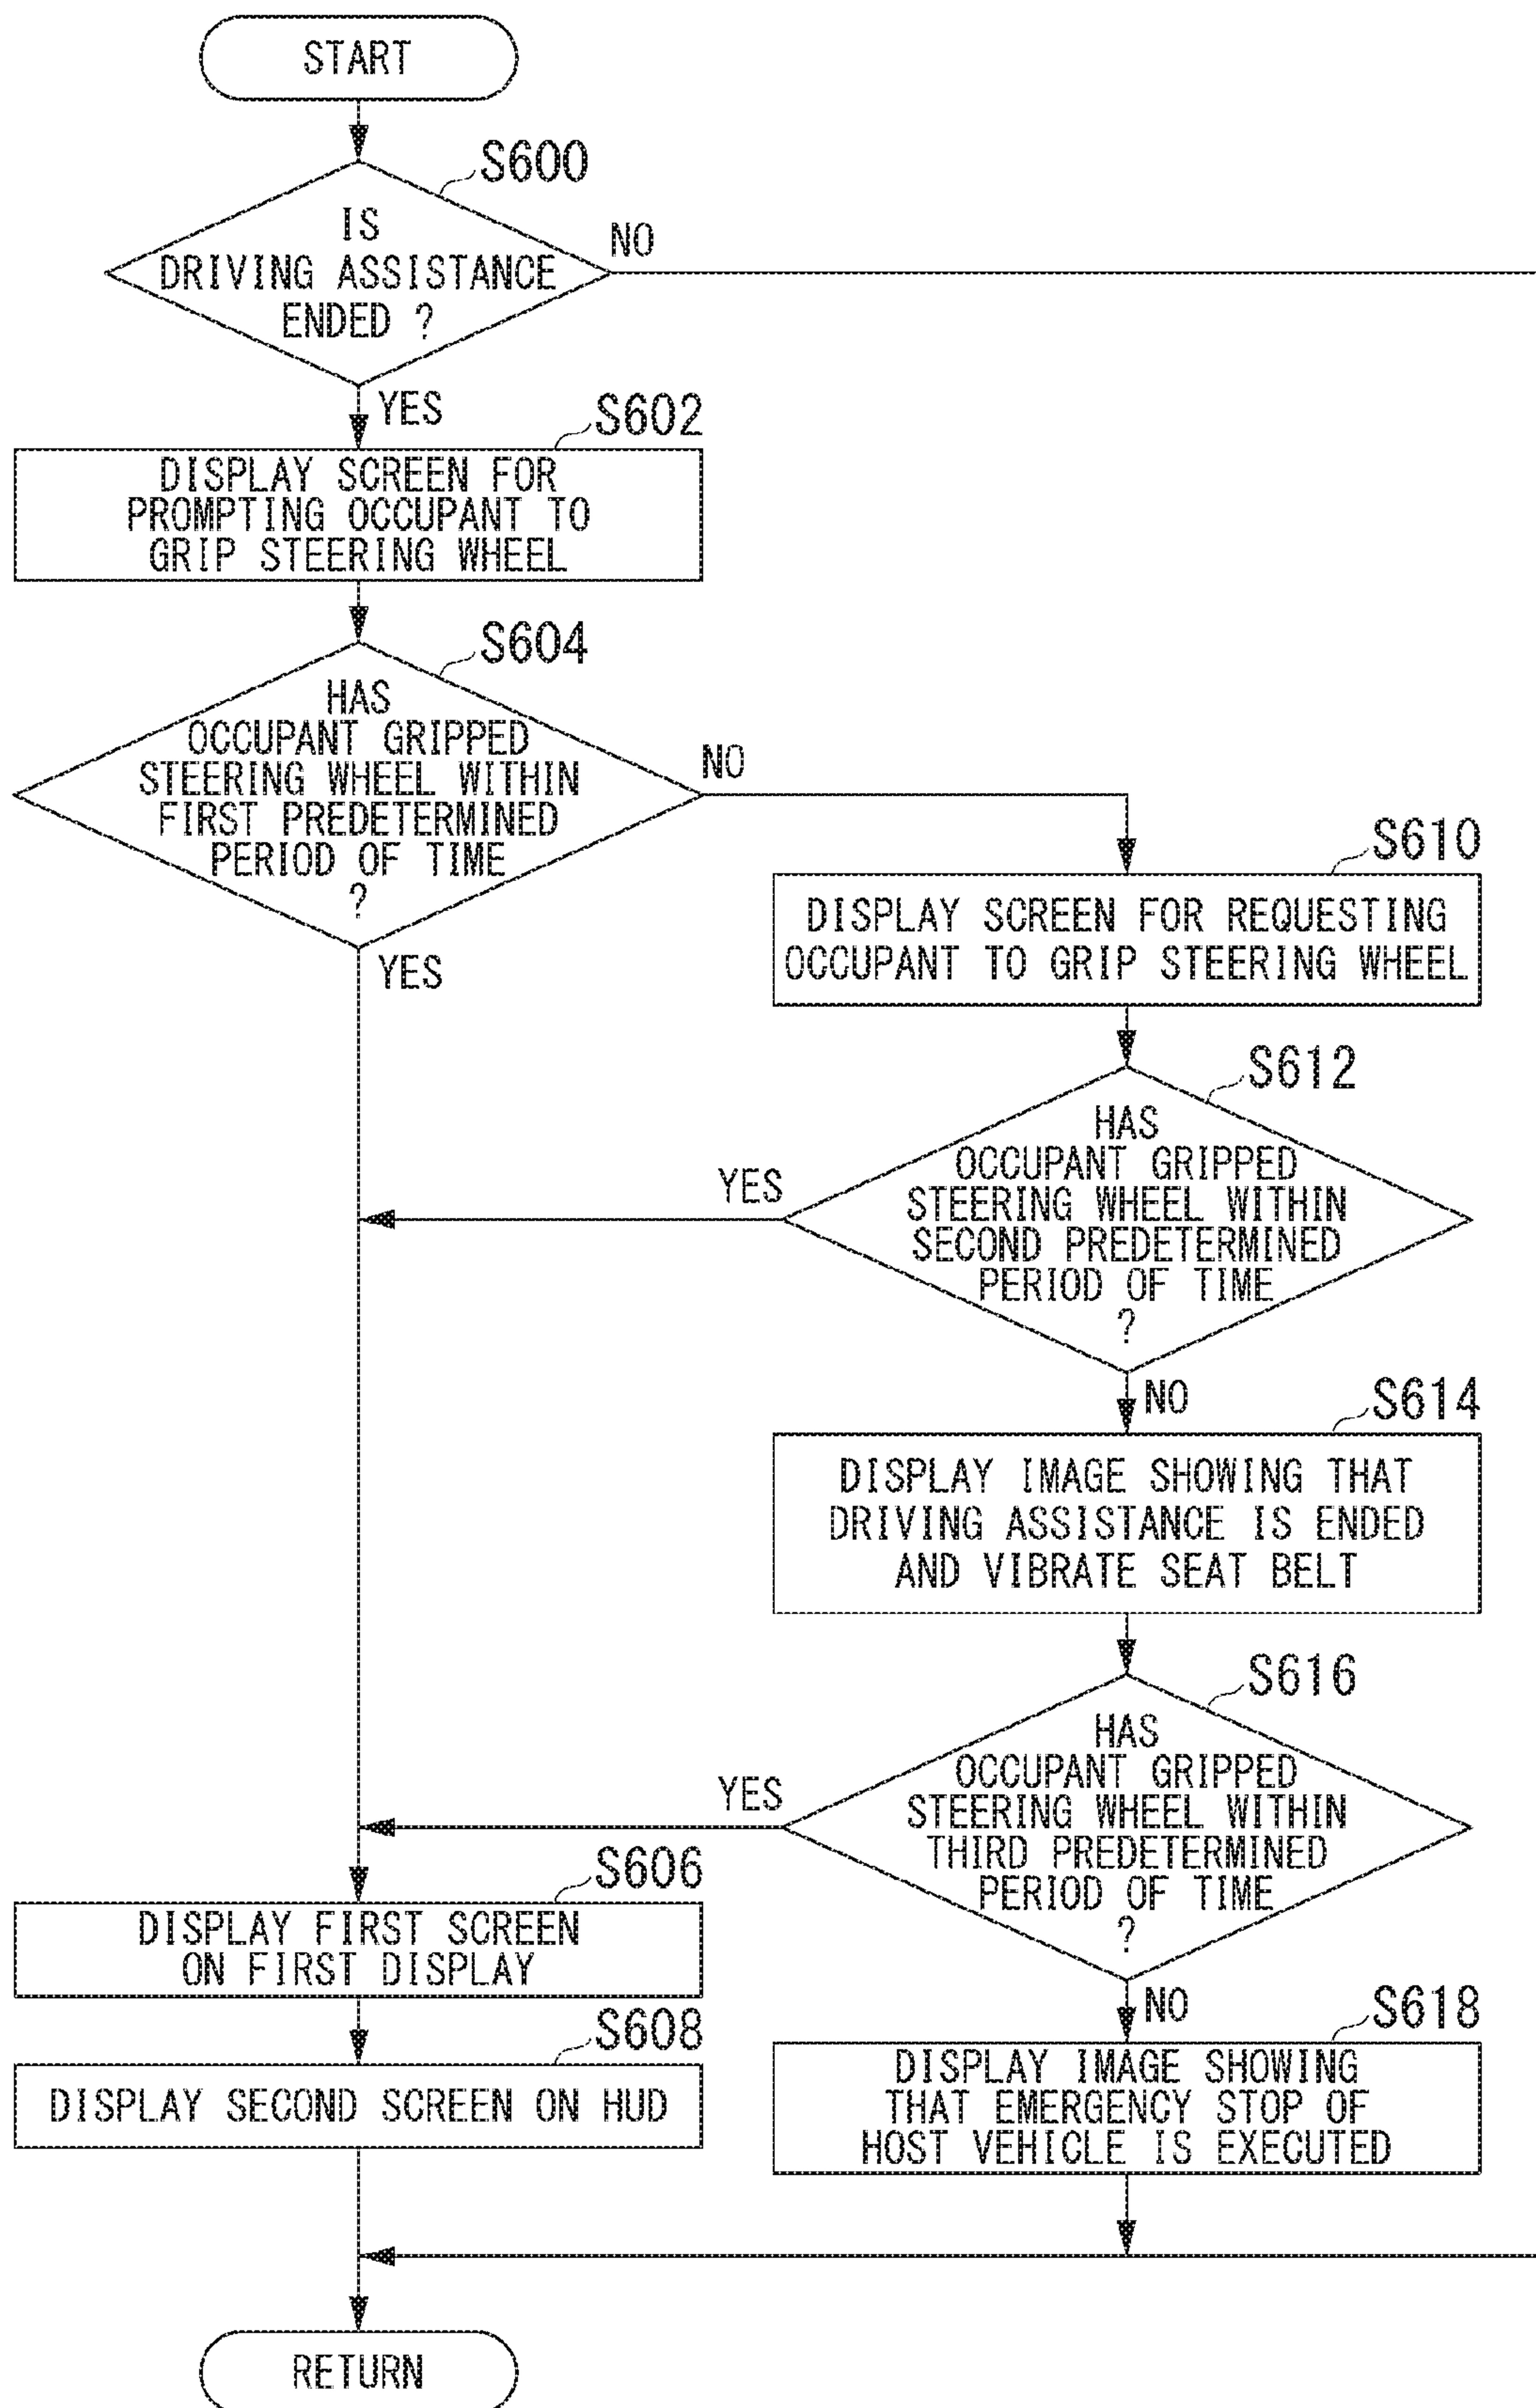 START
S600
IS
DRIVING ASSISTANCE
ENDED ?
NO
YES
S602
DISPLAY SCREEN FOR
PROMPTING OCCUPANT TO
GRIP STEERING WHEEL
S604
HAS
OCCUPANT GRIPPED
STEERING WHEEL WITHIN
FIRST PREDETERMINED
PERIOD OF TIME
?
NO
YES
S610
DISPLAY SCREEN FOR REQUESTING
OCCUPANT TO GRIP STEERING WHEEL
S612
HAS
OCCUPANT GRIPPED
STEERING WHEEL WITHIN
SECOND PREDETERMINED
PERIOD OF TIME
?
YES
NO
S614
DISPLAY IMAGE SHOWING THAT
DRIVING ASSISTANCE IS ENDED
AND VIBRATE SEAT BELT
S616
HAS
OCCUPANT GRIPPED
STEERING WHEEL WITHIN
THIRD PREDETERMINED
PERIOD OF TIME
?
YES
NO
S606
DISPLAY FIRST SCREEN
ON FIRST DISPLAY
S608
DISPLAY SECOND SCREEN ON HUD
S618
DISPLAY IMAGE SHOWING
THAT EMERGENCY STOP OF
HOST VEHICLE IS EXECUTED
RETURN